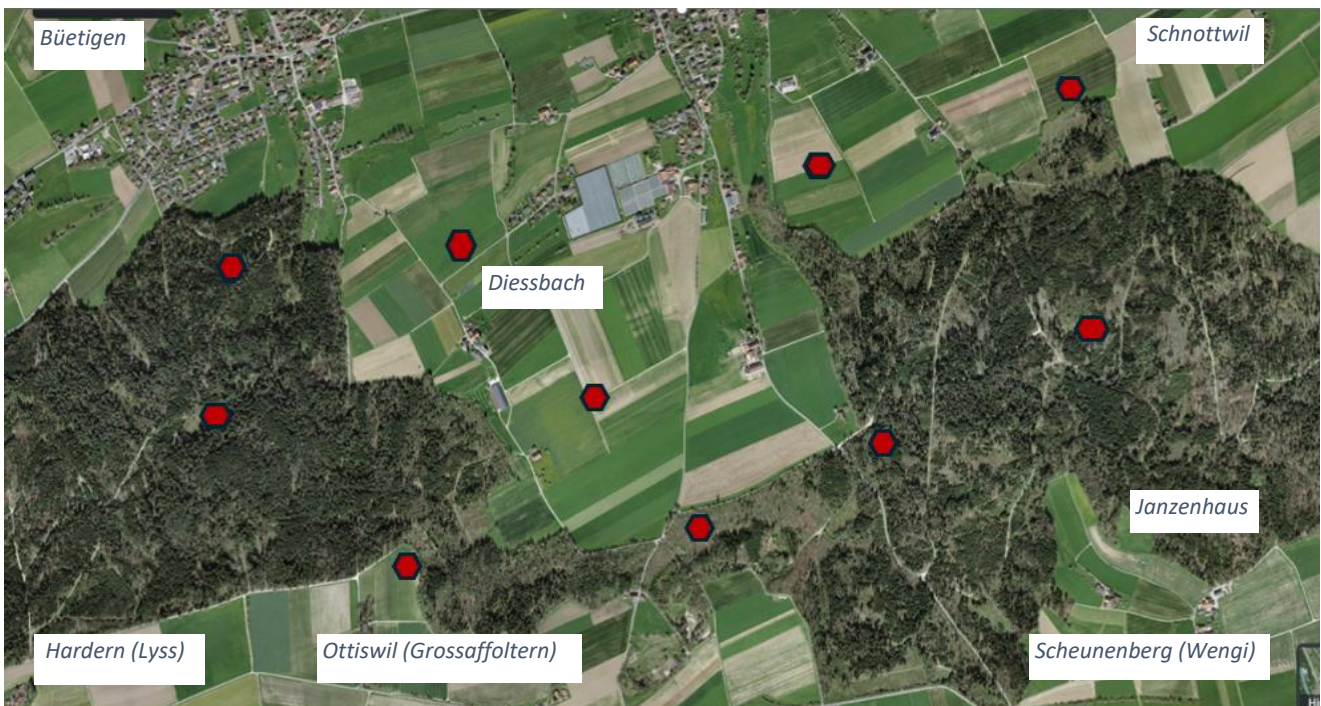 Büetigen
Schnottwil
Diessbach
Janzenhaus
Hardern (Lyss)
Ottiswil (Grossaffoltern)
Scheunenberg (Wengi)